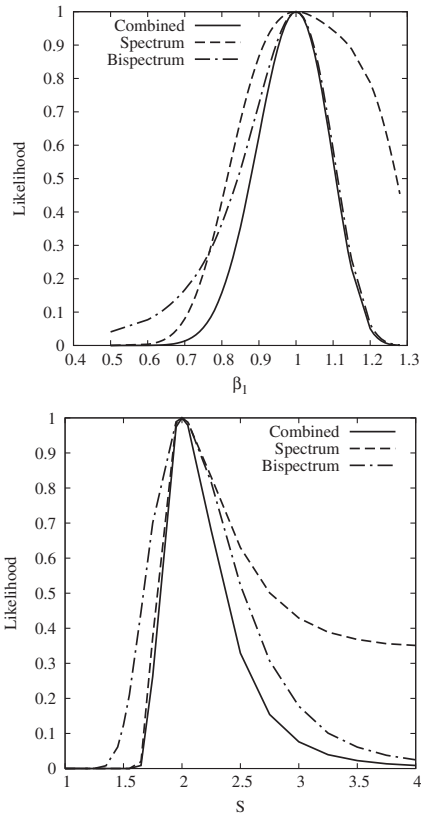 Combined
Spectrum
Bispectrum
Likelihood
1
0.9
0.8
0.7
0.6
0.5
0.4
0.3
0.2
0.1
0
0.4 0.5 0.6 0.7 0.8 0.9 1 1.1 1.2 1.3
β₁
Combined
Spectrum
Bispectrum
Likelihood
1
0.9
0.8
0.7
0.6
0.5
0.4
0.3
0.2
0.1
0
1 1.5 2 2.5 3 3.5 4
S